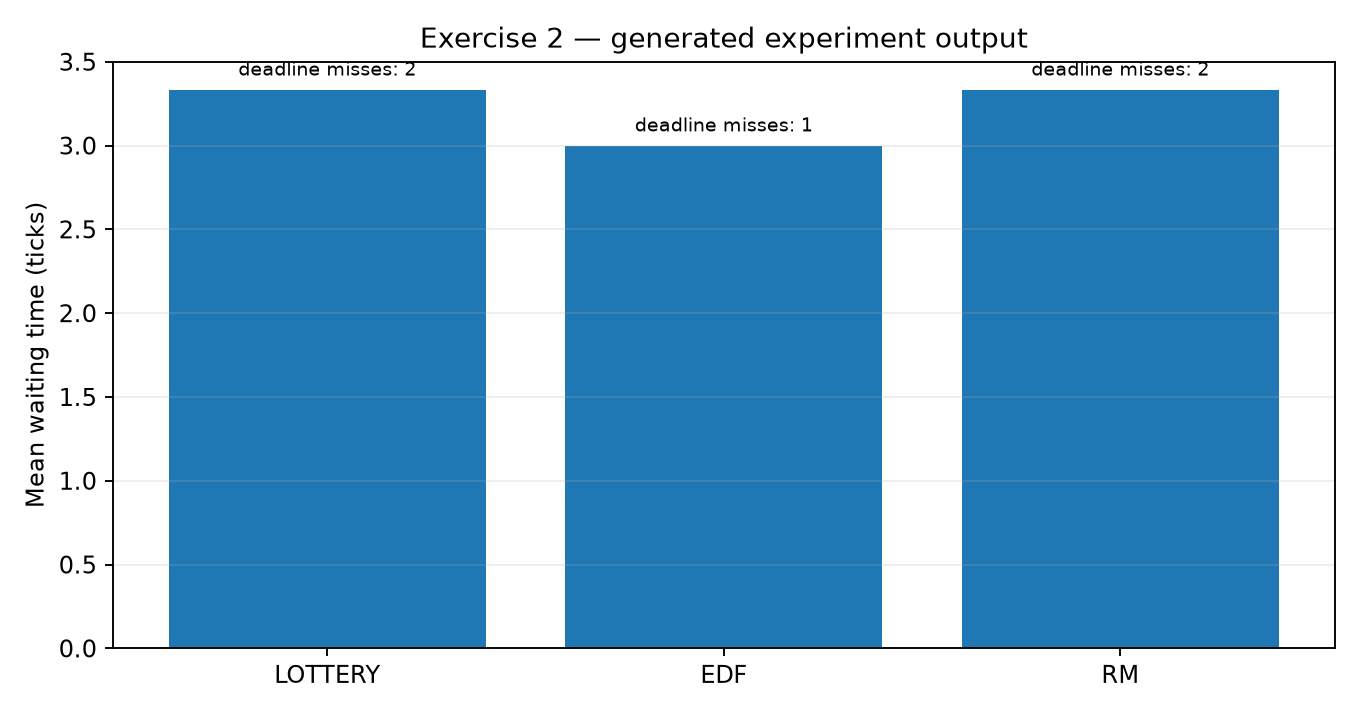 Exercise 2 — generated experiment output
Mean waiting time (ticks)
3.5
3.0
2.5
2.0
1.5
1.0
0.5
0.0
deadline misses: 2
deadline misses: 1
deadline misses: 2
LOTTERY
EDF
RM